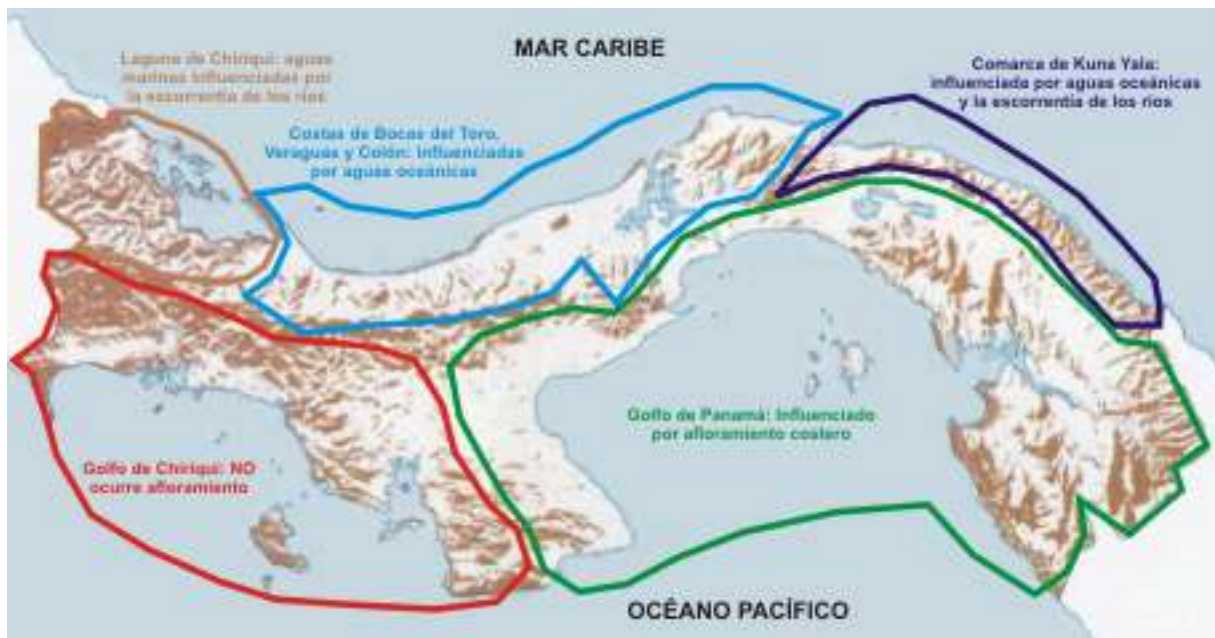 MAR CARIBE
Laguna de Chiriquí: aguas
marinas influenciadas por
la escorrentía de los ríos
Costas de Bocas del Toro,
Veraguas y Colón: Influenciadas
por aguas oceánicas
Comarca de Kuna Yala:
influenciada por aguas oceánicas
y la escorrentía de los ríos
Golfo de Panamá: Influenciado
por afloramiento costero
Golfo de Chiriquí: NO
ocurre afloramiento
OCÉANO PACÍFICO